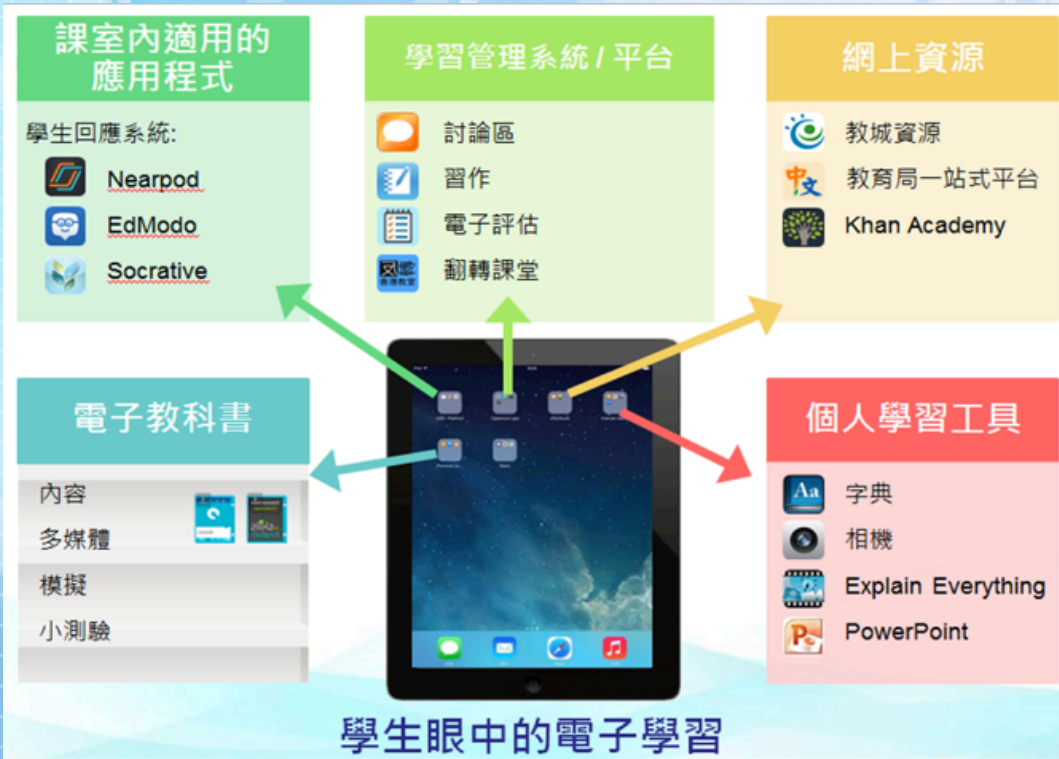 課室內適用的
應用程式
學生回應系統:
Nearpod
EdModo
Socrative
學習管理系統 / 平台
討論區
習作
電子評估
翻轉課堂
網上資源
教城資源
中文
教育局一站式平台
Khan Academy
電子教科書
內容
多媒體
模擬
小測驗
個人學習工具
Aa
字典
相機
Explain Everything
PowerPoint
學生眼中的電子學習